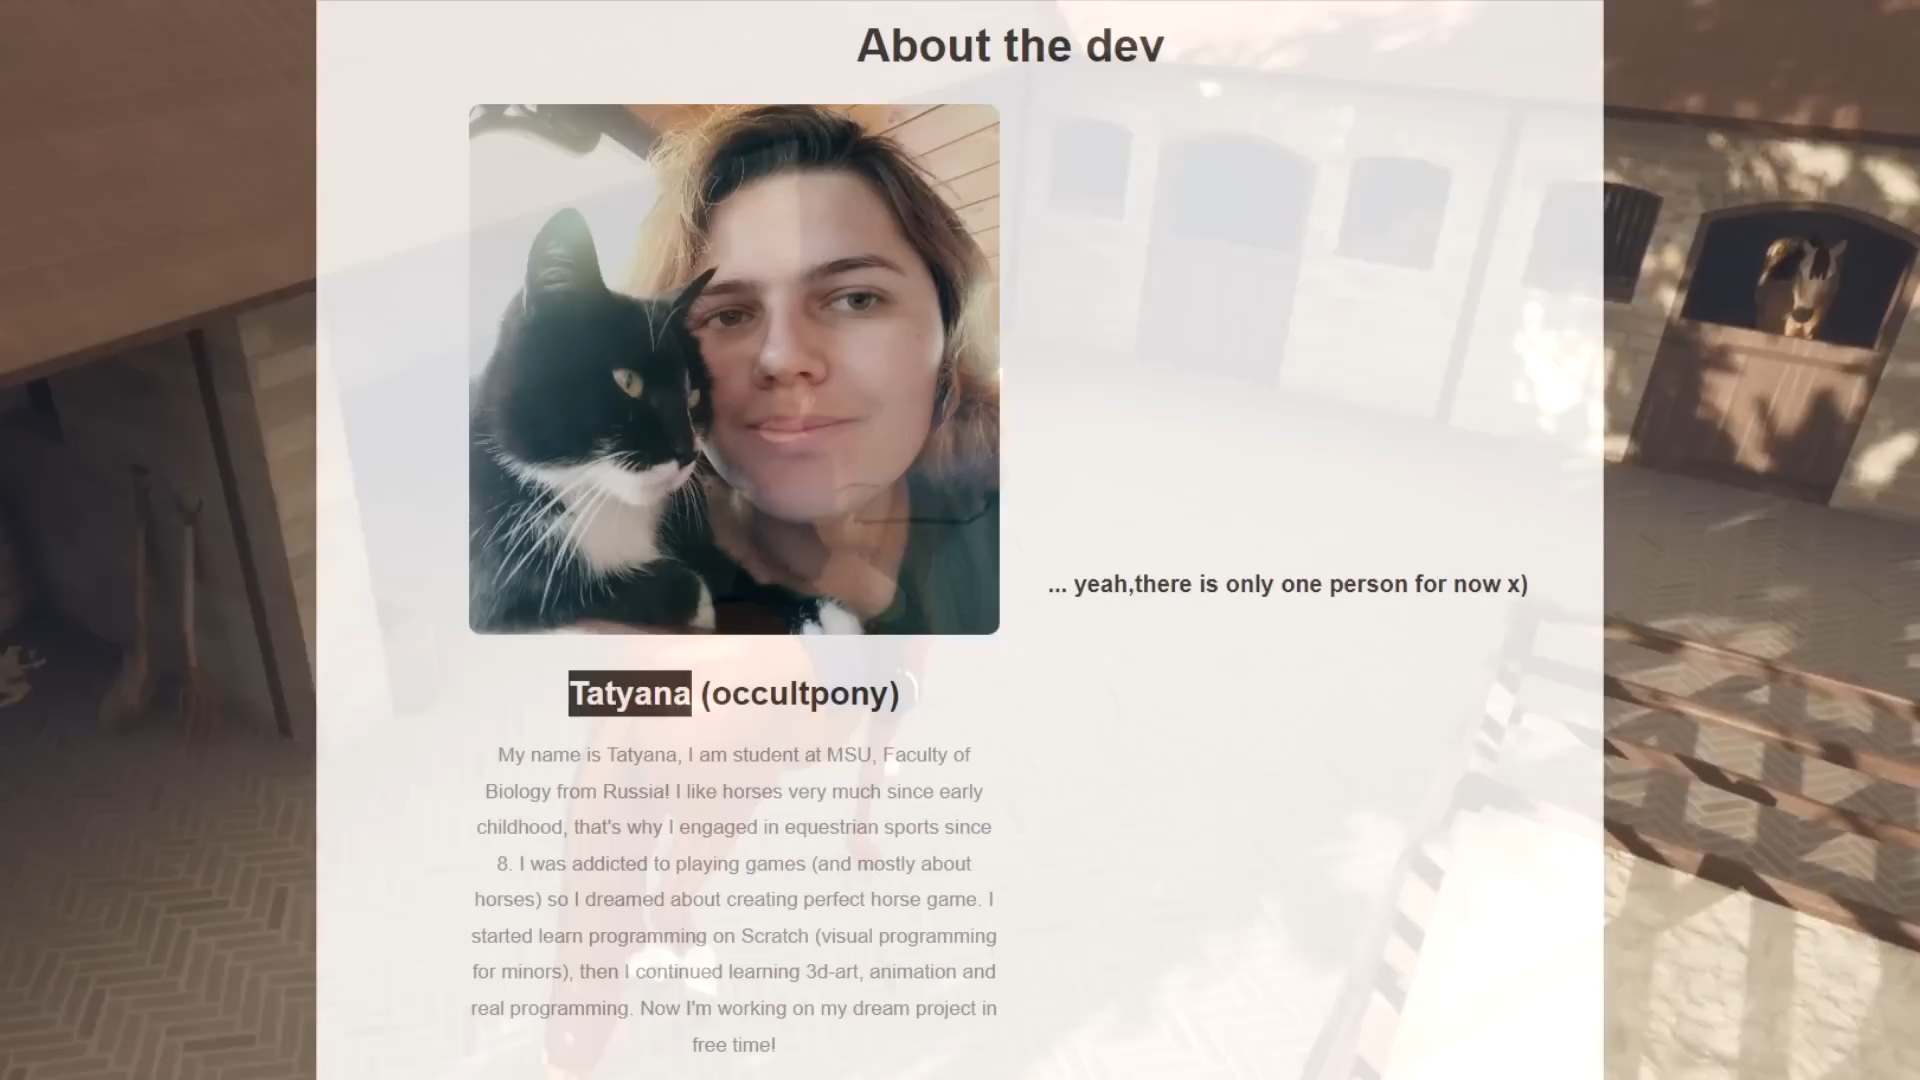 About the dev
... yeah,there is only one person for now x)
Tatyana (occultpony)
My name is Tatyana, I am student at MSU, Faculty of
Biology from Russia! I like horses very much since early
childhood, that's why I engaged in equestrian sports since
8. I was addicted to playing games (and mostly about
horses) so I dreamed about creating perfect horse game. I
started learn programming on Scratch (visual programming
for minors), then I continued learning 3d-art, animation and
real programming. Now I'm working on my dream project in
free time!